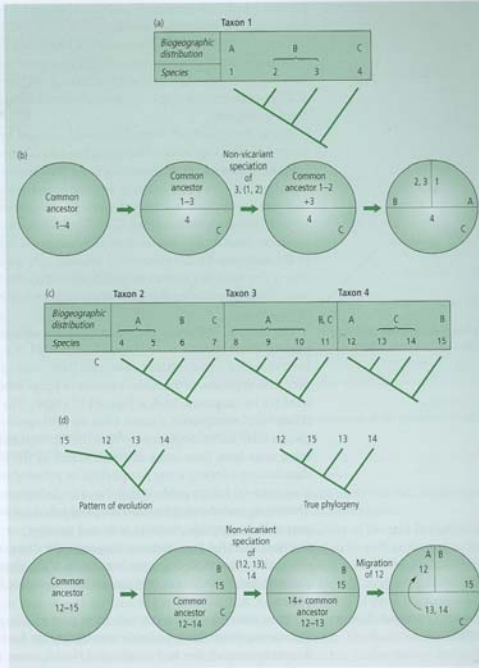 (a) Taxon 1
Biogeographic distribution A B C
Species 1 2 3 4
(b)
Common
ancestor
1–4
Common
ancestor
1–3
4
C
Non-vicariant
speciation
of
3, (1, 2)
Common
ancestor 1–2
+3
4
C
2, 3 1
B A
4
C
(c) Taxon 2 Taxon 3 Taxon 4
Biogeographic distribution A B C A B, C A C B
Species 4 5 6 7 8 9 10 11 12 13 14 15
C
(d)
15 12 13 14
Pattern of evolution
12 15 13 14
True phylogeny
Common
ancestor
12–15
B
15
Common
ancestor
12–14
C
Non-vicariant
speciation
of
(12, 13),
14
B
15
14+ common
ancestor
12–13
Migration
of 12
A B
12
15
13, 14
C